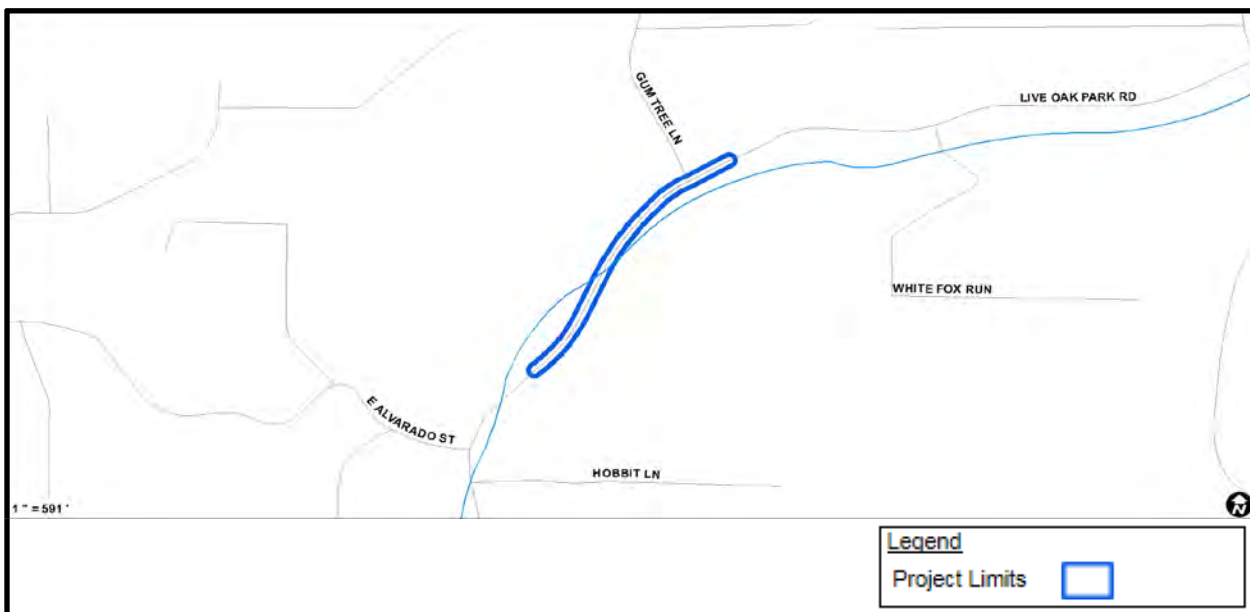 GUM TREE LN
LIVE OAK PARK RD
WHITE FOX RUN
E ALVARADO ST
HOBBIT LN
1 " = 591 '
N
Legend
Project Limits